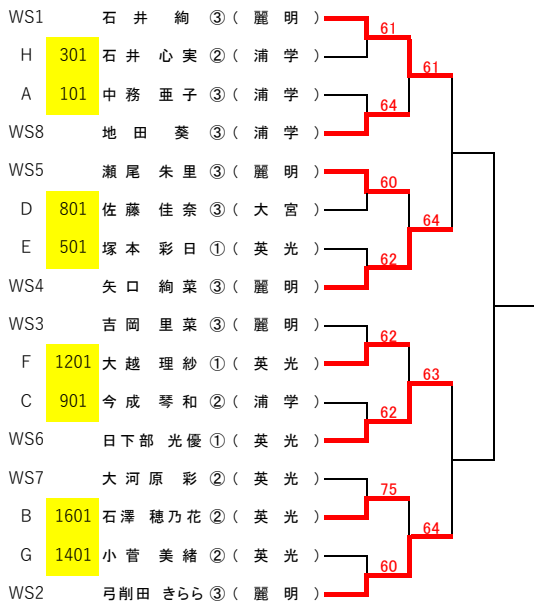 WS1 石井 絢 ③ ( 麗明 )
61
H 301 石井 心実 ② ( 浦学 )
61
A 101 中務 亜子 ③ ( 浦学 )
64
WS8 地田 葵 ③ ( 浦学 )
WS5 瀬尾 朱里 ③ ( 麗明 )
60
D 801 佐藤 佳奈 ③ ( 大宮 )
64
E 501 塚本 彩日 ① ( 英光 )
62
WS4 矢口 絢菜 ③ ( 麗明 )
WS3 吉岡 里菜 ③ ( 麗明 )
62
F 1201 大越 理紗 ① ( 英光 )
63
C 901 今成 琴和 ② ( 浦学 )
62
WS6 日下部 光優 ① ( 英光 )
WS7 大河原 彩 ② ( 英光 )
75
B 1601 石澤 穂乃花 ② ( 英光 )
64
G 1401 小菅 美緒 ② ( 英光 )
60
WS2 弓削田 きらら ③ ( 麗明 )